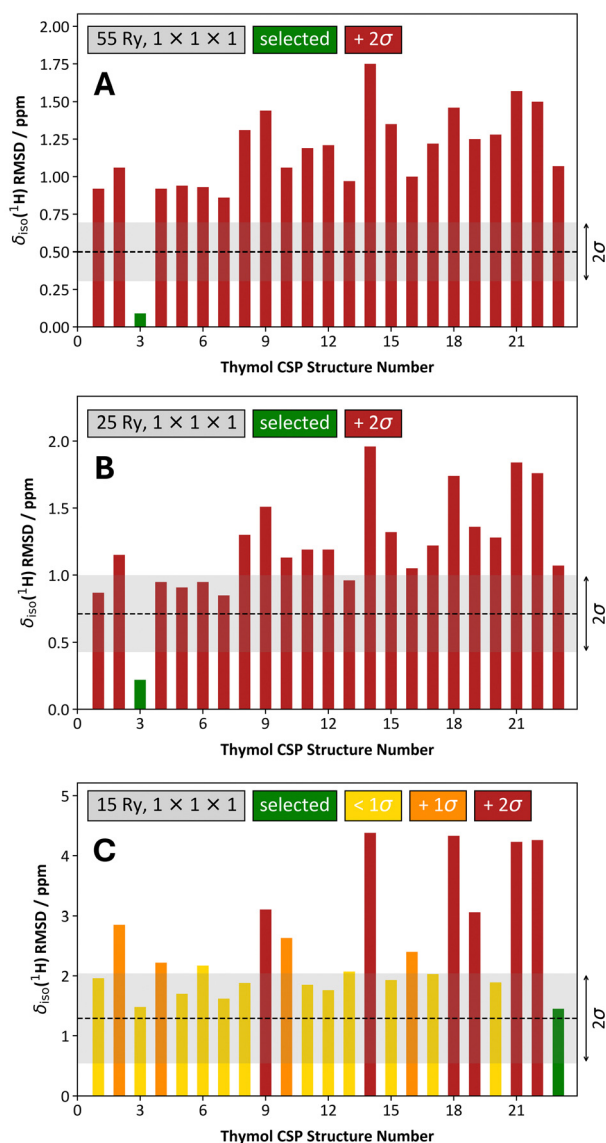 55 Ry, 1 × 1 × 1 selected + 2σ
A
2.00
1.75
1.50
1.25
1.00
0.75
0.50
0.25
0.00
δiso(¹H) RMSD / ppm
2σ
0 3 6 9 12 15 18 21
Thymol CSP Structure Number
25 Ry, 1 × 1 × 1 selected + 2σ
B
2.0
1.5
1.0
0.5
0.0
δiso(¹H) RMSD / ppm
2σ
0 3 6 9 12 15 18 21
Thymol CSP Structure Number
15 Ry, 1 × 1 × 1 selected < 1σ + 1σ + 2σ
C
5
4
3
2
1
0
δiso(¹H) RMSD / ppm
2σ
0 3 6 9 12 15 18 21
Thymol CSP Structure Number